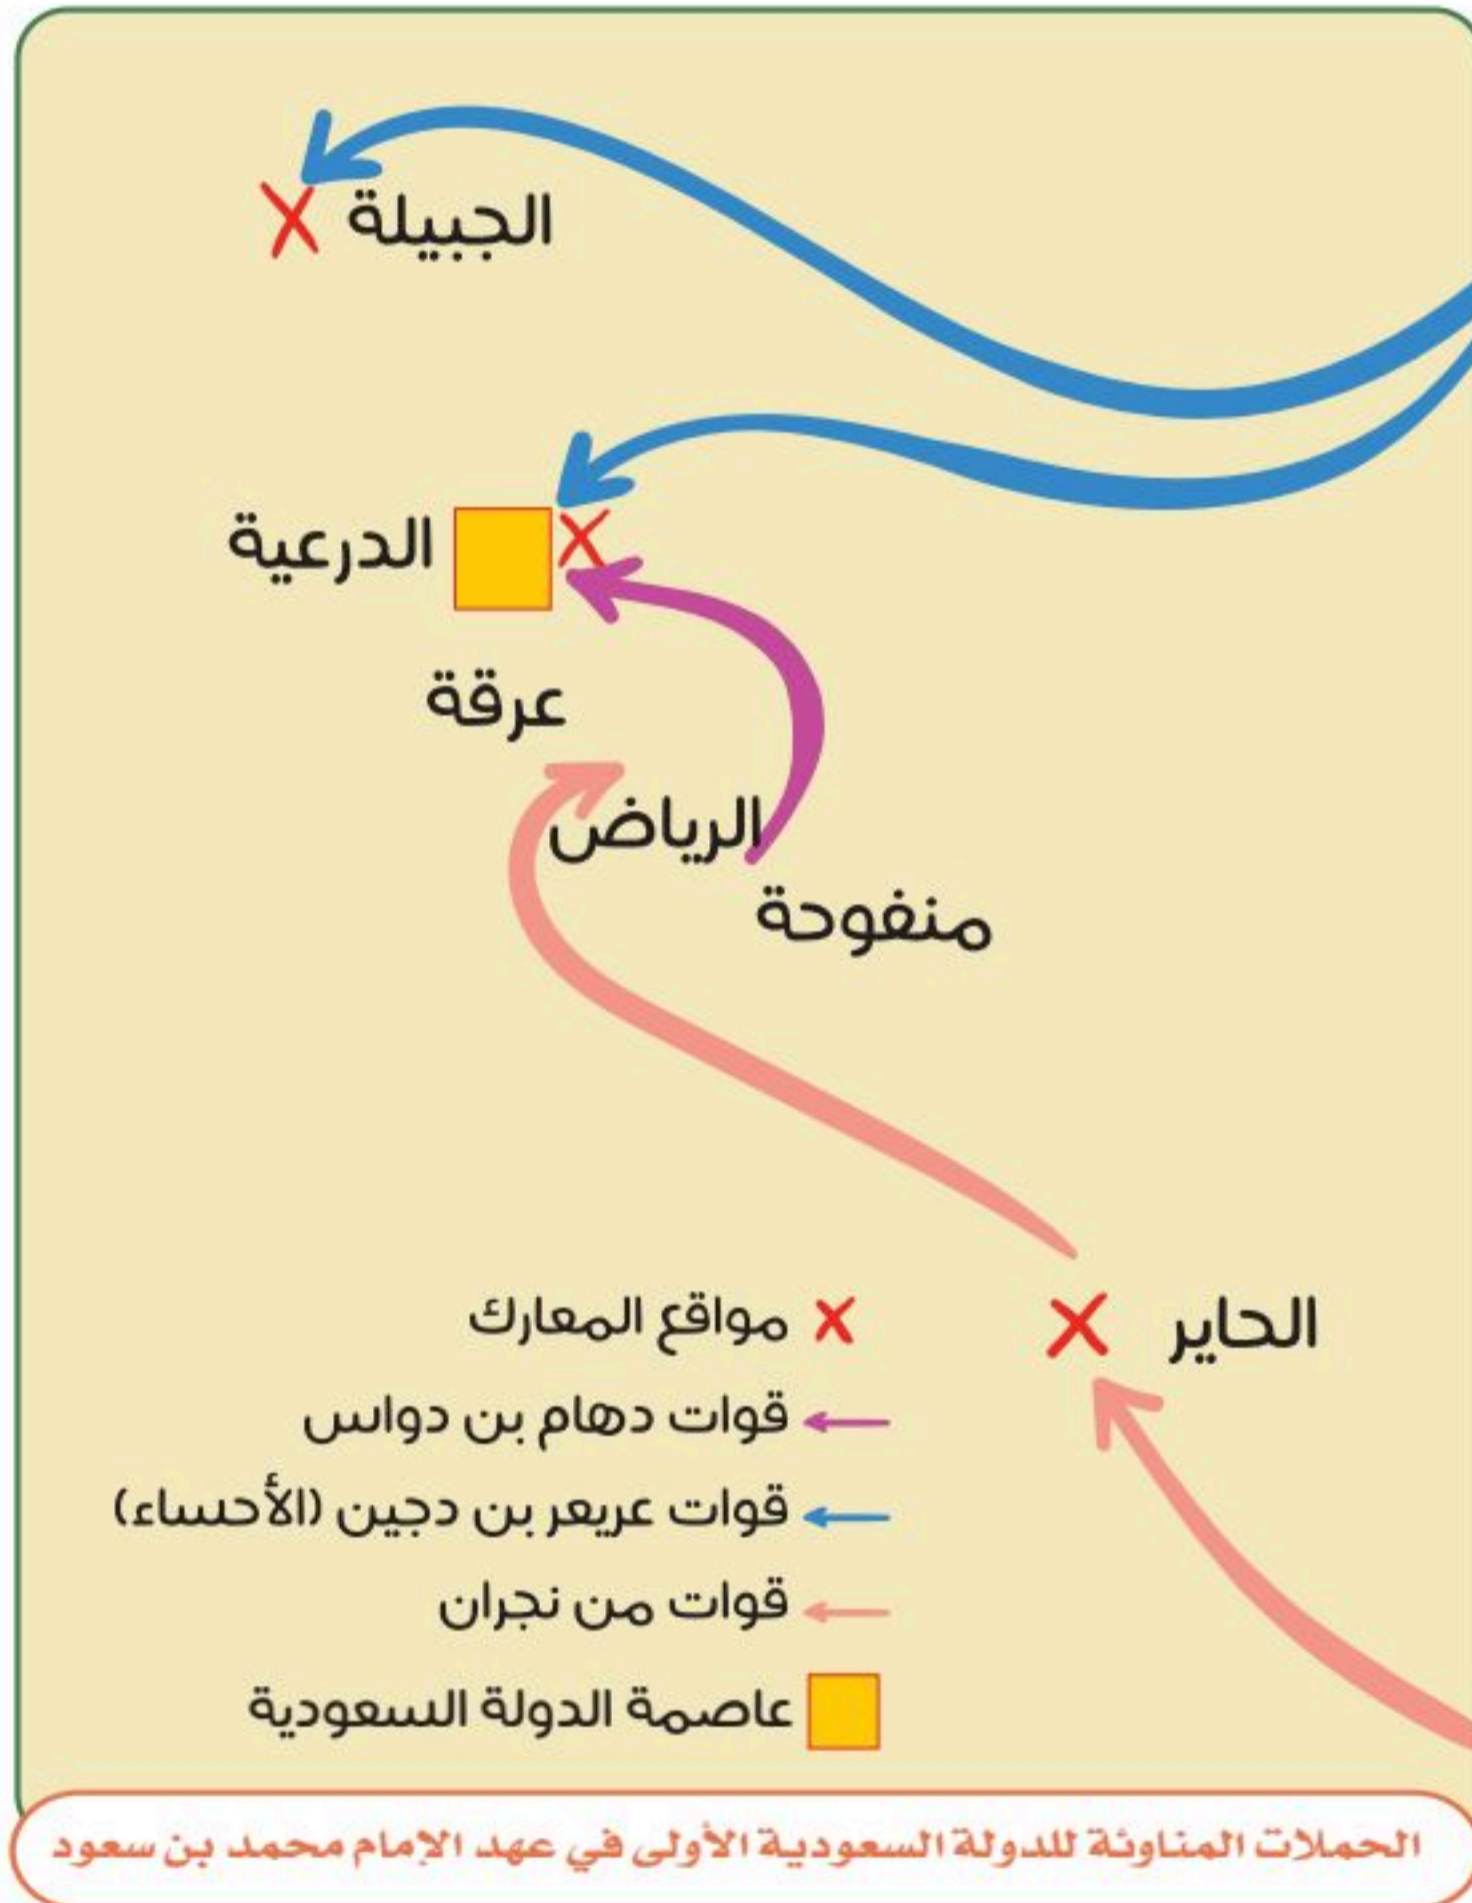 الجبيلة
الدرعية
عرقة
الرياض
منفوحة
الحاير
مواقع المعارك
قوات دهام بن دواس
قوات عريعر بن دجين (الأحساء)
قوات من نجران
عاصمة الدولة السعودية
الحملات المناوئة للدولة السعودية الأولى في عهد الإمام محمد بن سعود